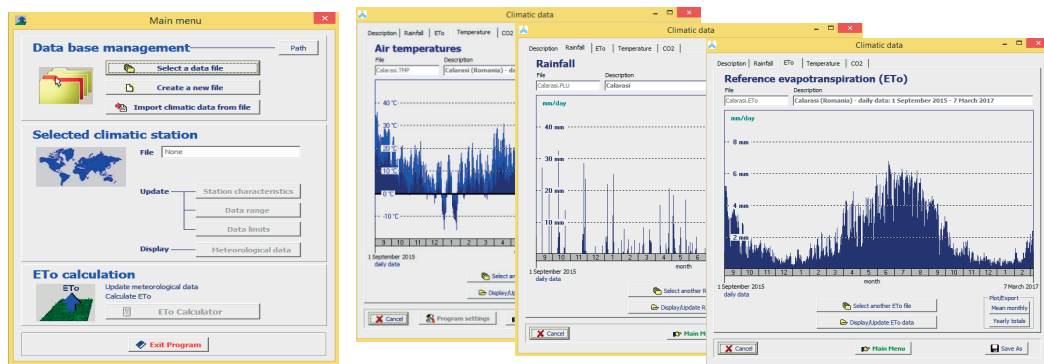 Main menu
Data base management
Path
Select a data file
Create a new file
Import climatic data from file
Selected climatic station
File None
Update
Station characteristics
Data range
Data limits
Display
Meteorological data
ETo calculation
ETo
Update meteorological data
Calculate ETo
ETo Calculator
Exit Program
Climatic data
Description Rainfall ETo Temperature CO2
Air temperatures
File Description
Calarasi.TMP Calarasi (Romania) - da
40 °C
30 °C
20 °C
10 °C
0 °C
-10 °C
9 10 11 12 1 2 3 4
1 September 2015
daily data
Select an
Display/Up
Cancel Program settings
Climatic data
Description Rainfall ETo Temperature CO2
Rainfall
File Description
Calarasi.PLU Calarasi
mm/day
40 mm
30 mm
20 mm
10 mm
9 10 11 12 1 2 3 4 5 6
1 September 2015
month
daily data
Select another R
Display/Update R
Cancel Main M
Climatic data
Description Rainfall ETo Temperature CO2
Reference evapotranspiration (ETo)
File Description
Calarasi.ETo Calarasi (Romania) - daily data: 1 September 2015 - 7 March 2017
mm/day
8 mm
6 mm
4 mm
2 mm
9 10 11 12 1 2 3 4 5 6 7 8 9 10 11 12 1 2
month
1 September 2015 7 March 2017
daily data
Select another ETo file
Display/Update ETo data
Plot/Export
Mean monthly
Yearly totals
Cancel Main Menu Save As